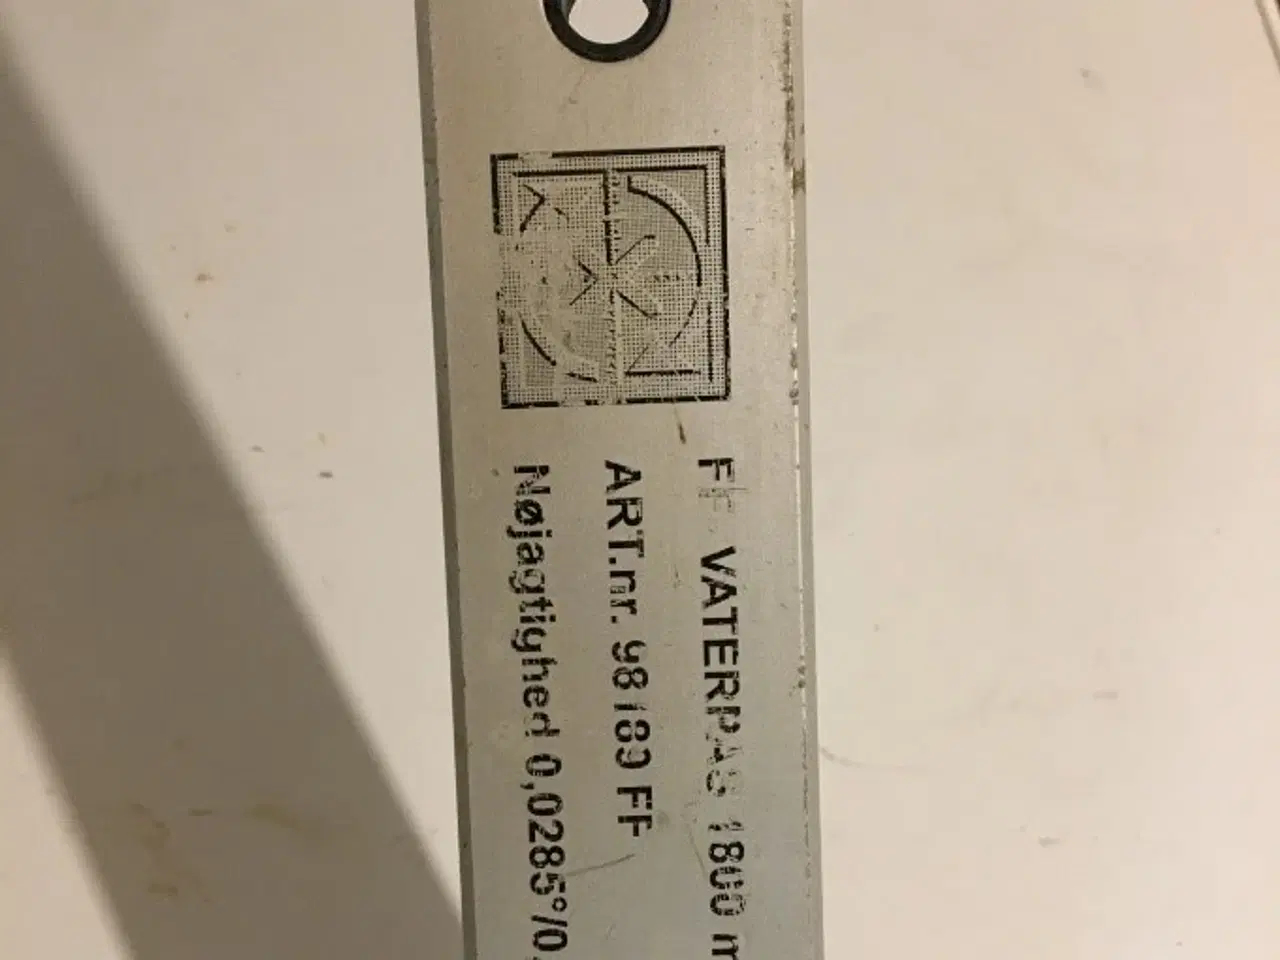 FF VATERPAS 1800 m
ART.nr. 98189 FF
Nøjagtighed 0,0285°/0,